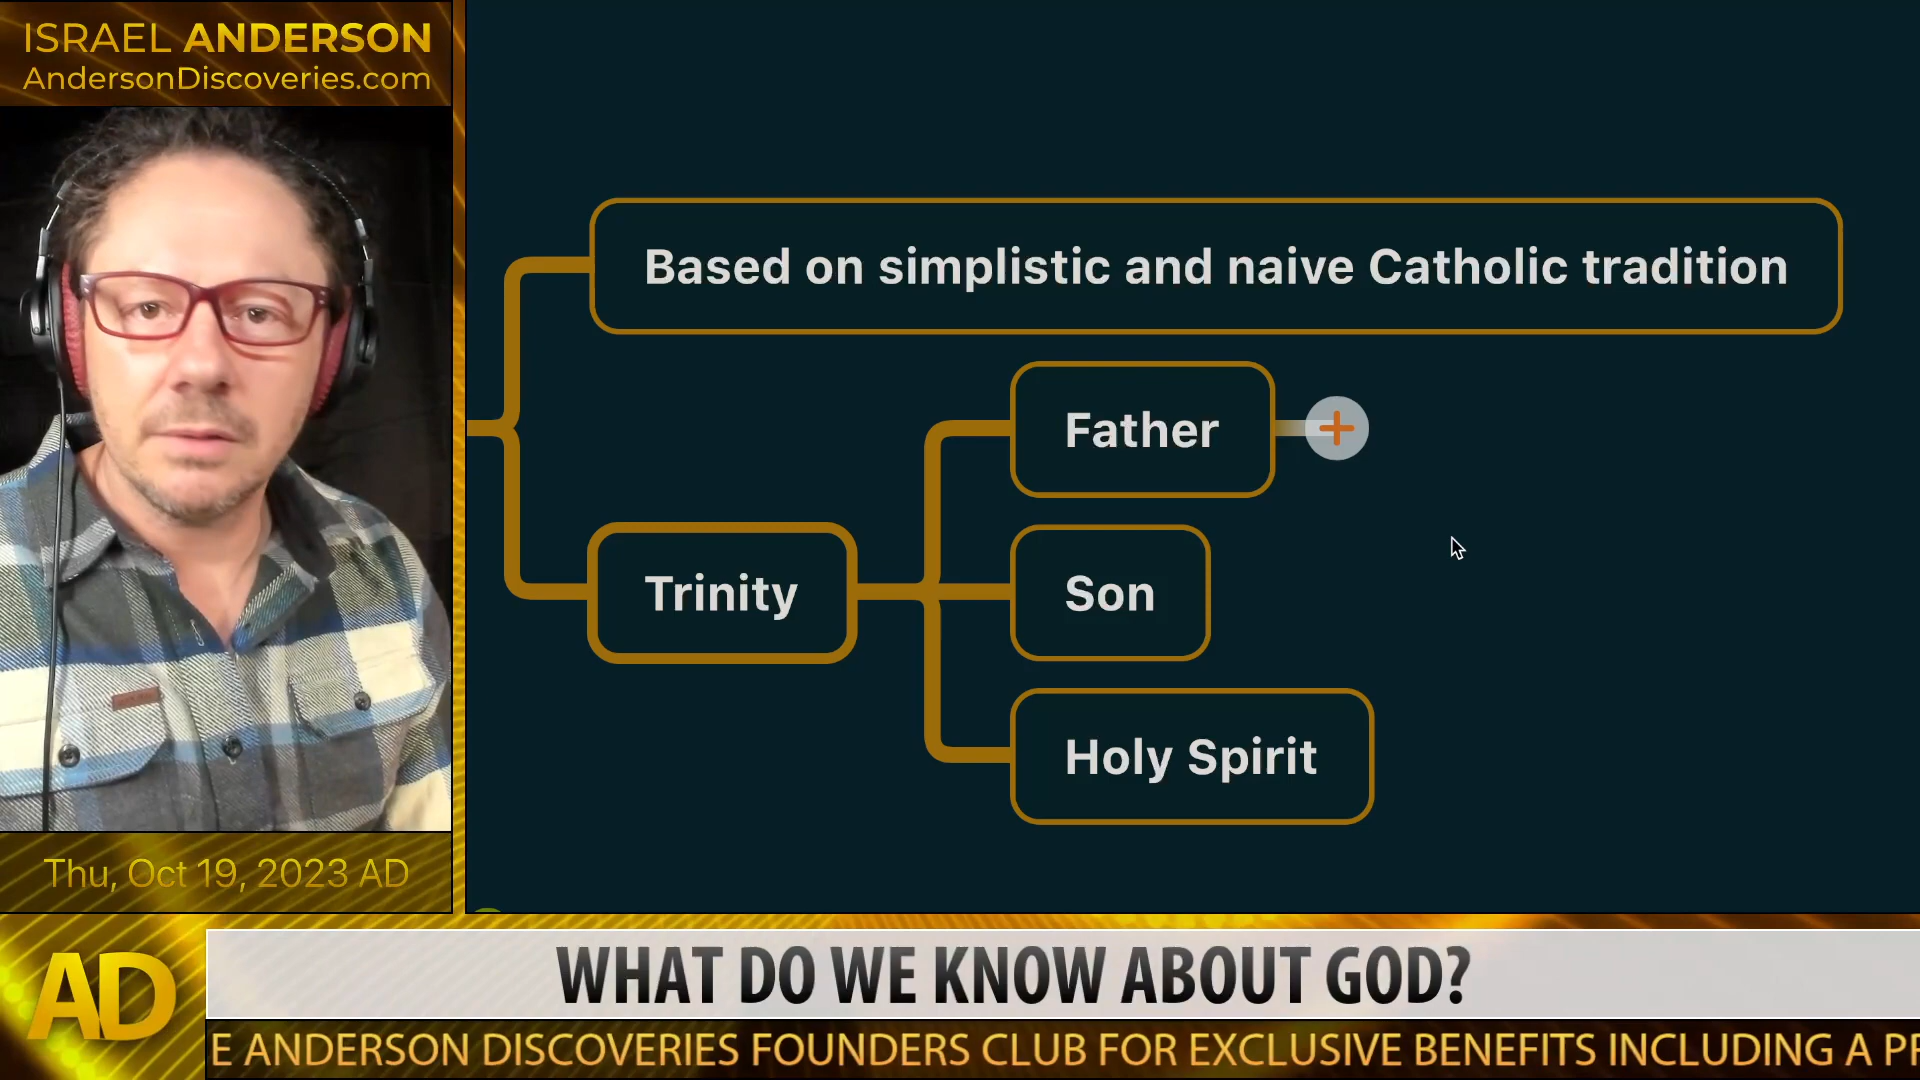 ISRAEL ANDERSON
AndersonDiscoveries.com
Based on simplistic and naive Catholic tradition
Father
Trinity
Son
Holy Spirit
Thu, Oct 19, 2023 AD
AD
WHAT DO WE KNOW ABOUT GOD?
E ANDERSON DISCOVERIES FOUNDERS CLUB FOR EXCLUSIVE BENEFITS INCLUDING A